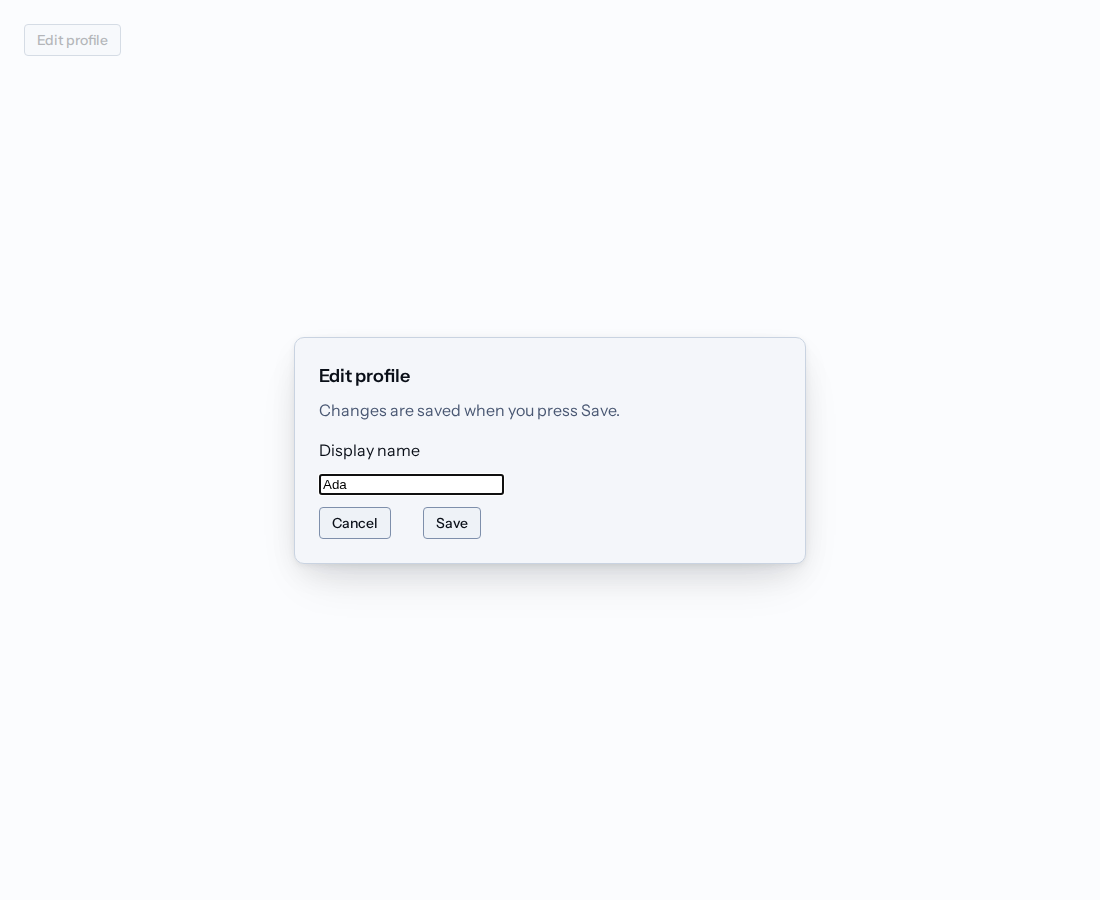 Edit profile
Edit profile
Changes are saved when you press Save.
Display name
Ada
Cancel Save